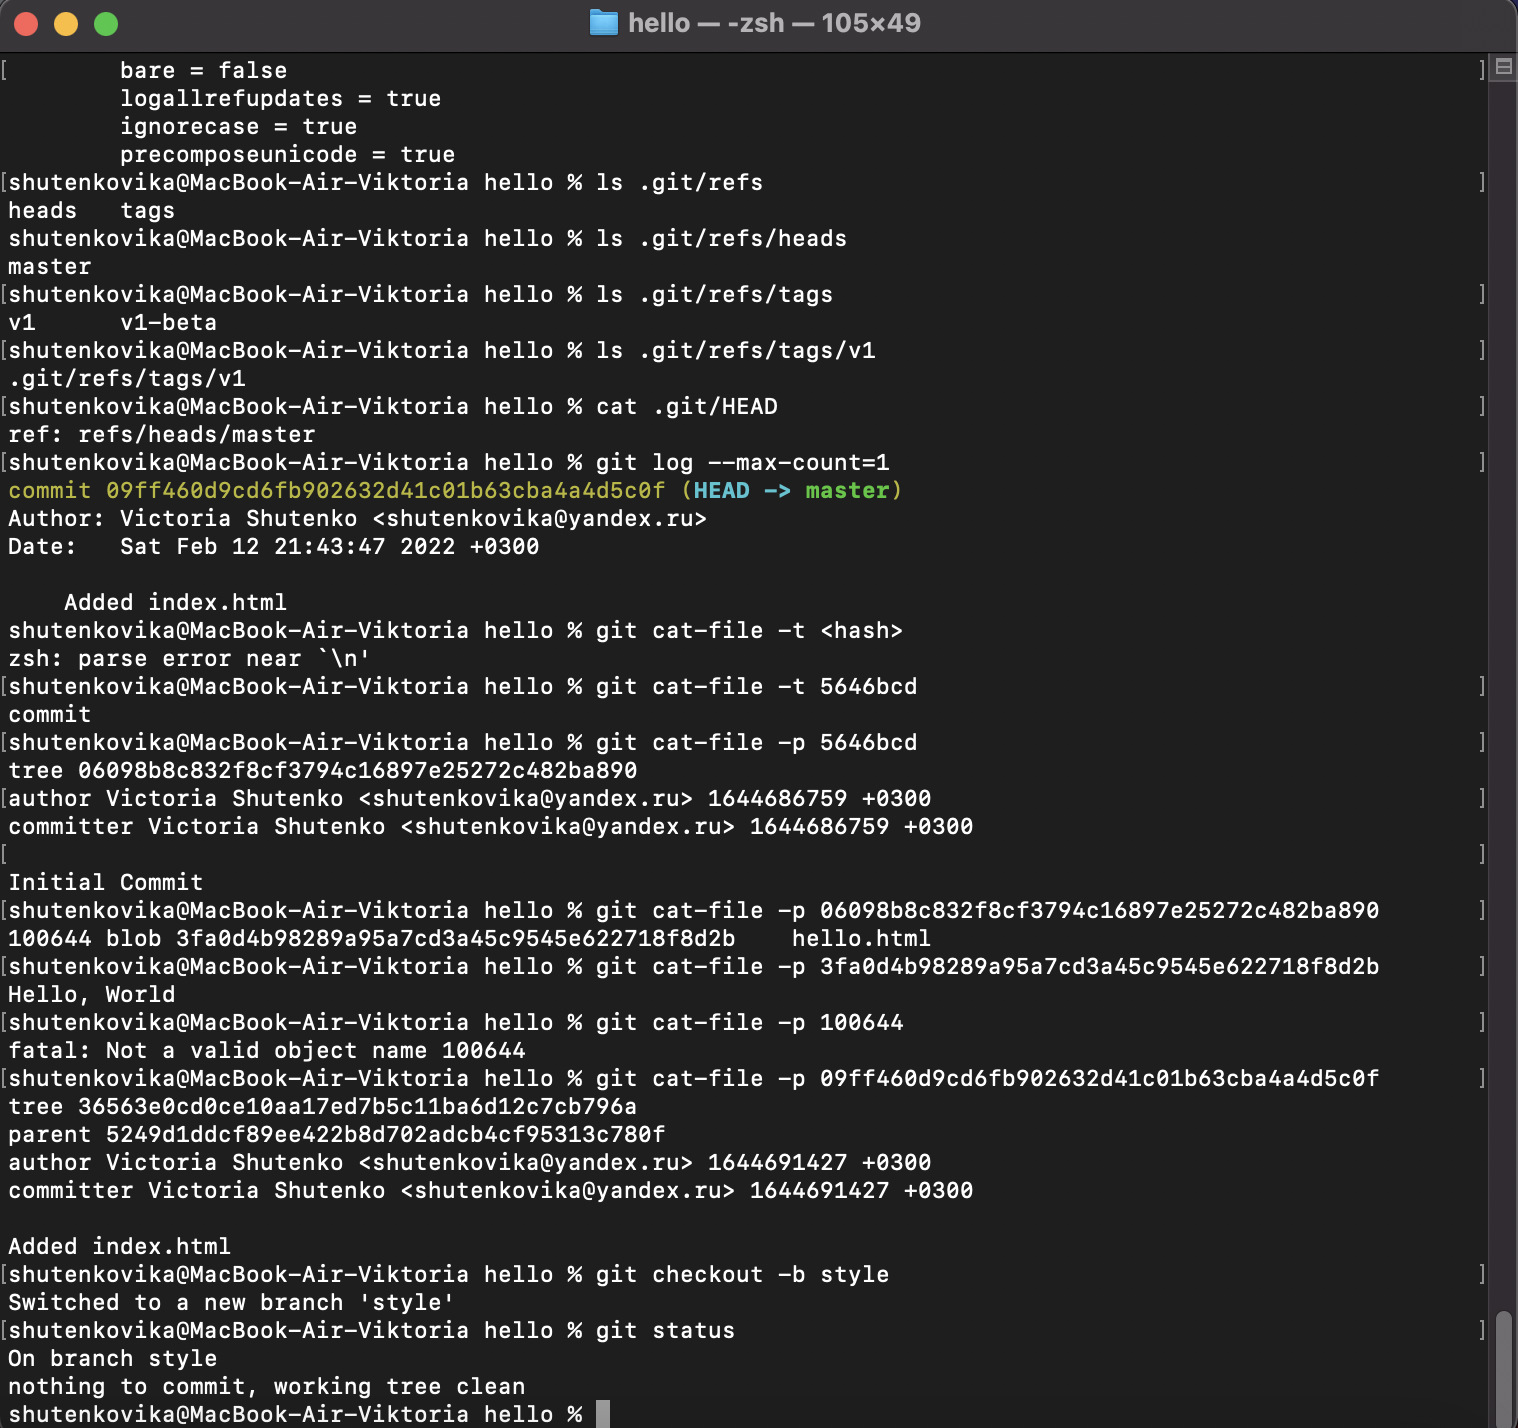 hello — -zsh — 105×49
[        bare = false ]
        logallrefupdates = true
        ignorecase = true
        precomposeunicode = true
[shutenkovika@MacBook-Air-Viktoria hello % ls .git/refs ]
heads   tags
shutenkovika@MacBook-Air-Viktoria hello % ls .git/refs/heads
master
[shutenkovika@MacBook-Air-Viktoria hello % ls .git/refs/tags ]
v1      v1-beta
[shutenkovika@MacBook-Air-Viktoria hello % ls .git/refs/tags/v1 ]
.git/refs/tags/v1
[shutenkovika@MacBook-Air-Viktoria hello % cat .git/HEAD ]
ref: refs/heads/master
[shutenkovika@MacBook-Air-Viktoria hello % git log --max-count=1 ]
commit 09ff460d9cd6fb902632d41c01b63cba4a4d5c0f (HEAD -> master)
Author: Victoria Shutenko <shutenkovika@yandex.ru>
Date:   Sat Feb 12 21:43:47 2022 +0300

    Added index.html
shutenkovika@MacBook-Air-Viktoria hello % git cat-file -t <hash>
zsh: parse error near `\n'
[shutenkovika@MacBook-Air-Viktoria hello % git cat-file -t 5646bcd ]
commit
[shutenkovika@MacBook-Air-Viktoria hello % git cat-file -p 5646bcd ]
tree 06098b8c832f8cf3794c16897e25272c482ba890
[author Victoria Shutenko <shutenkovika@yandex.ru> 1644686759 +0300 ]
committer Victoria Shutenko <shutenkovika@yandex.ru> 1644686759 +0300
[ ]
Initial Commit
[shutenkovika@MacBook-Air-Viktoria hello % git cat-file -p 06098b8c832f8cf3794c16897e25272c482ba890 ]
100644 blob 3fa0d4b98289a95a7cd3a45c9545e622718f8d2b    hello.html
[shutenkovika@MacBook-Air-Viktoria hello % git cat-file -p 3fa0d4b98289a95a7cd3a45c9545e622718f8d2b ]
Hello, World
[shutenkovika@MacBook-Air-Viktoria hello % git cat-file -p 100644 ]
fatal: Not a valid object name 100644
[shutenkovika@MacBook-Air-Viktoria hello % git cat-file -p 09ff460d9cd6fb902632d41c01b63cba4a4d5c0f ]
tree 36563e0cd0ce10aa17ed7b5c11ba6d12c7cb796a
parent 5249d1ddcf89ee422b8d702adcb4cf95313c780f
author Victoria Shutenko <shutenkovika@yandex.ru> 1644691427 +0300
committer Victoria Shutenko <shutenkovika@yandex.ru> 1644691427 +0300

Added index.html
[shutenkovika@MacBook-Air-Viktoria hello % git checkout -b style ]
Switched to a new branch 'style'
[shutenkovika@MacBook-Air-Viktoria hello % git status ]
On branch style
nothing to commit, working tree clean
shutenkovika@MacBook-Air-Viktoria hello %